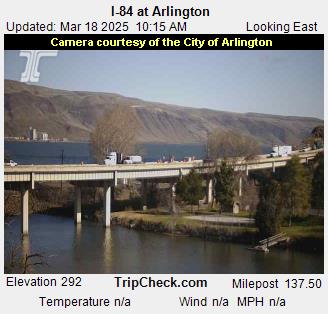 I-84 at Arlington
Updated: Mar 18 2025 10:15 AM Looking East
Camera courtesy of the City of Arlington
Elevation 292 TripCheck.com Milepost 137.50
Temperature n/a Wind n/a MPH n/a